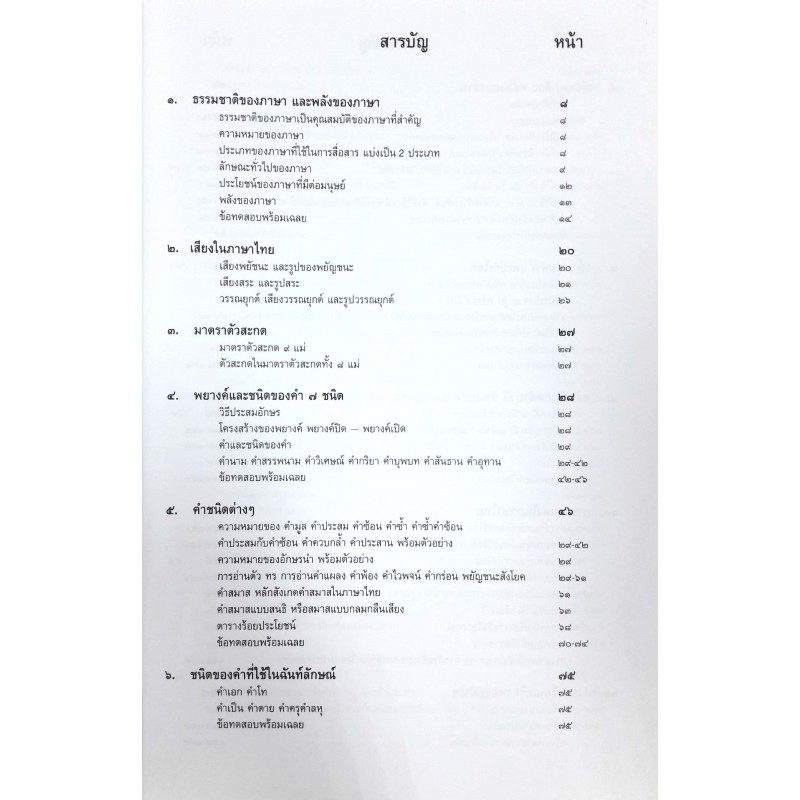 สารบัญ หน้า
๑. ธรรมชาติของภาษา และพลังของภาษา ๘
ธรรมชาติของภาษาเป็นคุณสมบัติของภาษาที่สำคัญ ๘
ความหมายของภาษา ๘
ประเภทของภาษาที่ใช้ในการสื่อสาร แบ่งเป็น 2 ประเภท ๘
ลักษณะทั่วไปของภาษา ๙
ประโยชน์ของภาษาที่มีต่อมนุษย์ ๑๒
พลังของภาษา ๑๓
ข้อทดสอบพร้อมเฉลย ๑๔
๒. เสียงในภาษาไทย ๒๐
เสียงพยัชนะ และรูปของพยัญชนะ ๒๐
เสียงสระ และรูปสระ ๒๑
วรรณยุกต์ เสียงวรรณยุกต์ และรูปวรรณยุกต์ ๒๖
๓. มาตราตัวสะกด ๒๗
มาตราตัวสะกด ๙ แม่ ๒๗
ตัวสะกดในมาตราตัวสะกดทั้ง ๘ แม่ ๒๗
๔. พยางค์และชนิดของคำ ๗ ชนิด ๒๘
วิธีประสมอักษร ๒๘
โครงสร้างของพยางค์ พยางค์ปิด – พยางค์เปิด ๒๘
คำและชนิดของคำ ๒๙
คำนาม คำสรรพนาม คำวิเศษณ์ คำกริยา คำบุพบท คำสันธาน คำอุทาน ๒๙-๔๒
ข้อทดสอบพร้อมเฉลย ๔๒-๔๖
๕. คำชนิดต่างๆ ๔๖
ความหมายของ คำมูล คำประสม คำซ้อน คำซ้ำ คำซ้ำคำซ้อน
คำประสมกับคำซ้อน คำควบกล้ำ คำประสาน พร้อมตัวอย่าง ๒๙-๔๒
ความหมายของอักษรนำ พร้อมตัวอย่าง ๒๙
การอ่านตัว ทร การอ่านคำแผลง คำพ้อง คำไวพจน์ คำกร่อน พยัญชนะสังโยค ๒๙-๖๑
คำสมาส หลักสังเกตคำสมาสในภาษาไทย ๖๑
คำสมาสแบบสนธิ หรือสมาสแบบกลมกลืนเสียง ๖๓
ตารางร้อยประโยชน์ ๖๘
ข้อทดสอบพร้อมเฉลย ๗๐-๗๔
๖. ชนิดของคำที่ใช้ในฉันท์ลักษณ์ ๗๕
คำเอก คำโท ๗๕
คำเป็น คำตาย คำครุคำลหุ ๗๕
ข้อทดสอบพร้อมเฉลย ๗๕